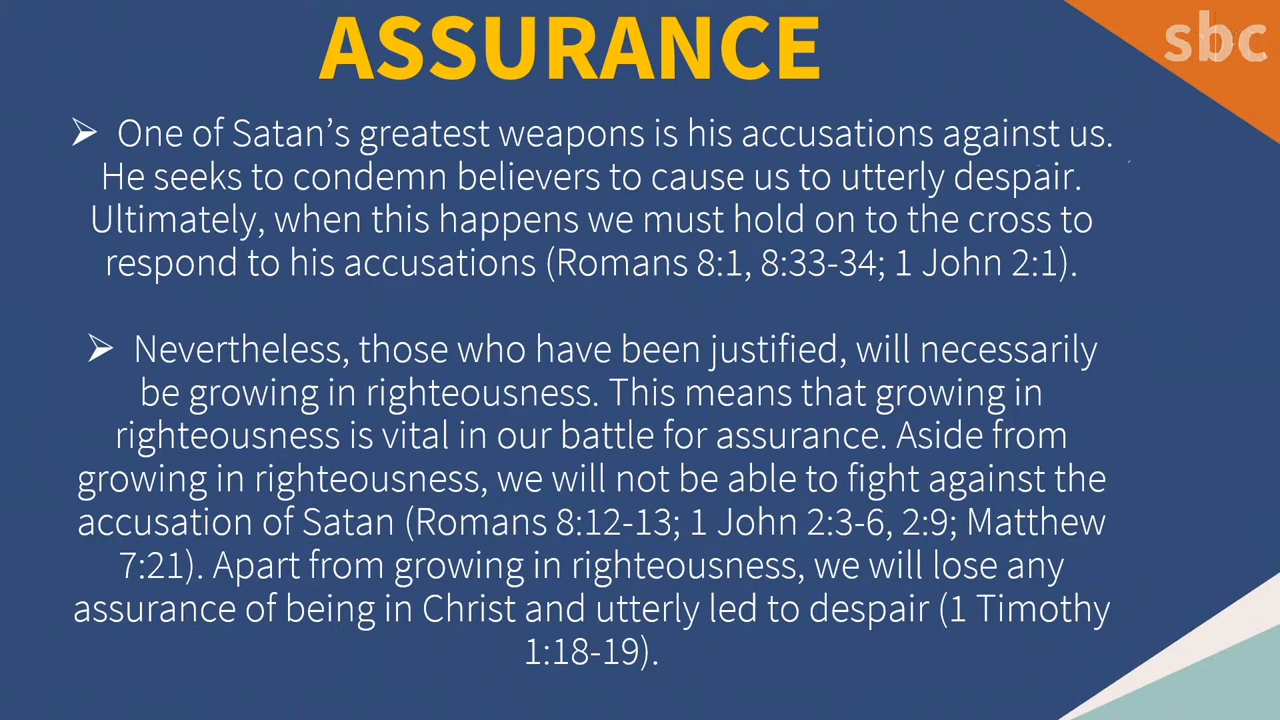 ASSURANCE
sbc
➢ One of Satan’s greatest weapons is his accusations against us.
He seeks to condemn believers to cause us to utterly despair.
Ultimately, when this happens we must hold on to the cross to
respond to his accusations (Romans 8:1, 8:33-34; 1 John 2:1).
➢ Nevertheless, those who have been justified, will necessarily
be growing in righteousness. This means that growing in
righteousness is vital in our battle for assurance. Aside from
growing in righteousness, we will not be able to fight against the
accusation of Satan (Romans 8:12-13; 1 John 2:3-6, 2:9; Matthew
7:21). Apart from growing in righteousness, we will lose any
assurance of being in Christ and utterly led to despair (1 Timothy
1:18-19).